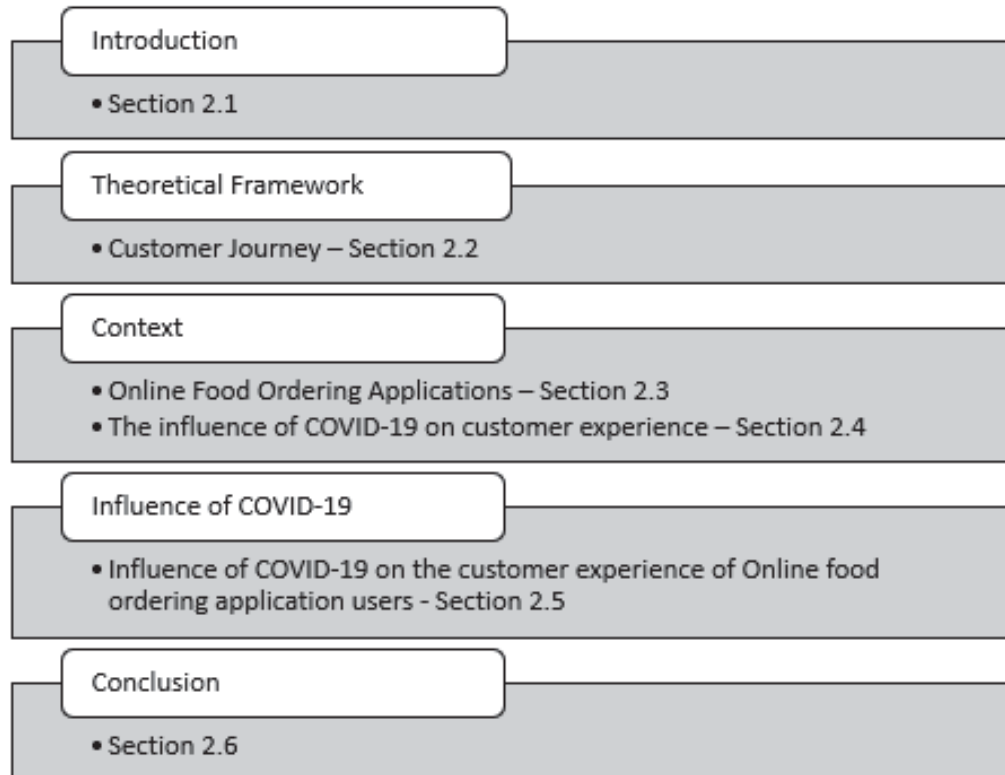 Introduction
• Section 2.1
Theoretical Framework
• Customer Journey – Section 2.2
Context
• Online Food Ordering Applications – Section 2.3
• The influence of COVID-19 on customer experience – Section 2.4
Influence of COVID-19
• Influence of COVID-19 on the customer experience of Online food
ordering application users - Section 2.5
Conclusion
• Section 2.6